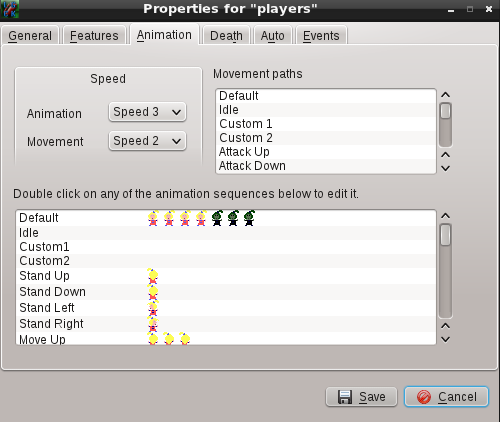 Properties for "players"
General Features Animation Death Auto Events
Speed
Animation Speed 3
Movement Speed 2
Movement paths
Default
Idle
Custom 1
Custom 2
Attack Up
Attack Down
Double click on any of the animation sequences below to edit it.
Default
Idle
Custom1
Custom2
Stand Up
Stand Down
Stand Left
Stand Right
Move Up
Save Cancel